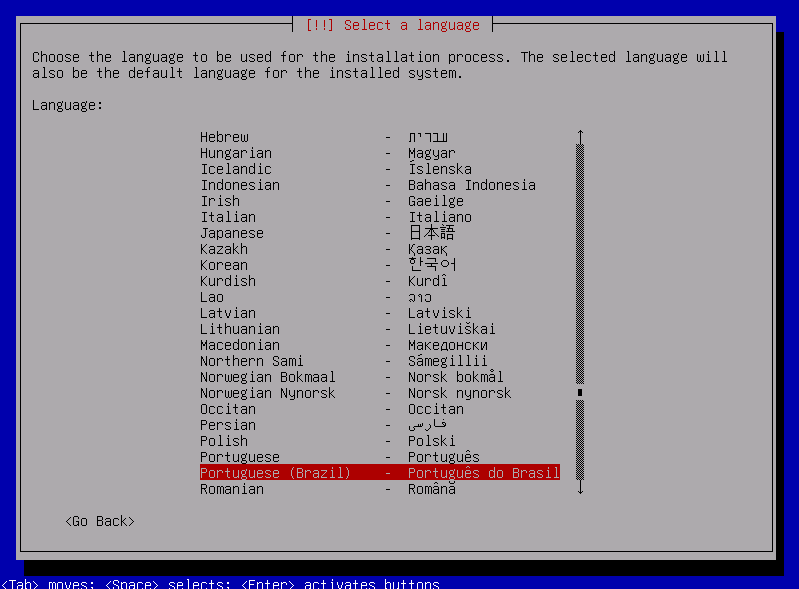 [!!] Select a language
Choose the language to be used for the installation process. The selected language will
also be the default language for the installed system.
Language:
Hebrew - עברית
Hungarian - Magyar
Icelandic - Íslenska
Indonesian - Bahasa Indonesia
Irish - Gaeilge
Italian - Italiano
Japanese - 日本語
Kazakh - Қазақ
Korean - 한국어
Kurdish - Kurdî
Lao - ລາວ
Latvian - Latviski
Lithuanian - Lietuviškai
Macedonian - Македонски
Northern Sami - Sámegillii
Norwegian Bokmaal - Norsk bokmål
Norwegian Nynorsk - Norsk nynorsk
Occitan - Occitan
Persian - فارسی
Polish - Polski
Portuguese - Português
Portuguese (Brazil) - Português do Brasil
Romanian - Română
<Go Back>
<Tab> moves; <Space> selects; <Enter> activates buttons